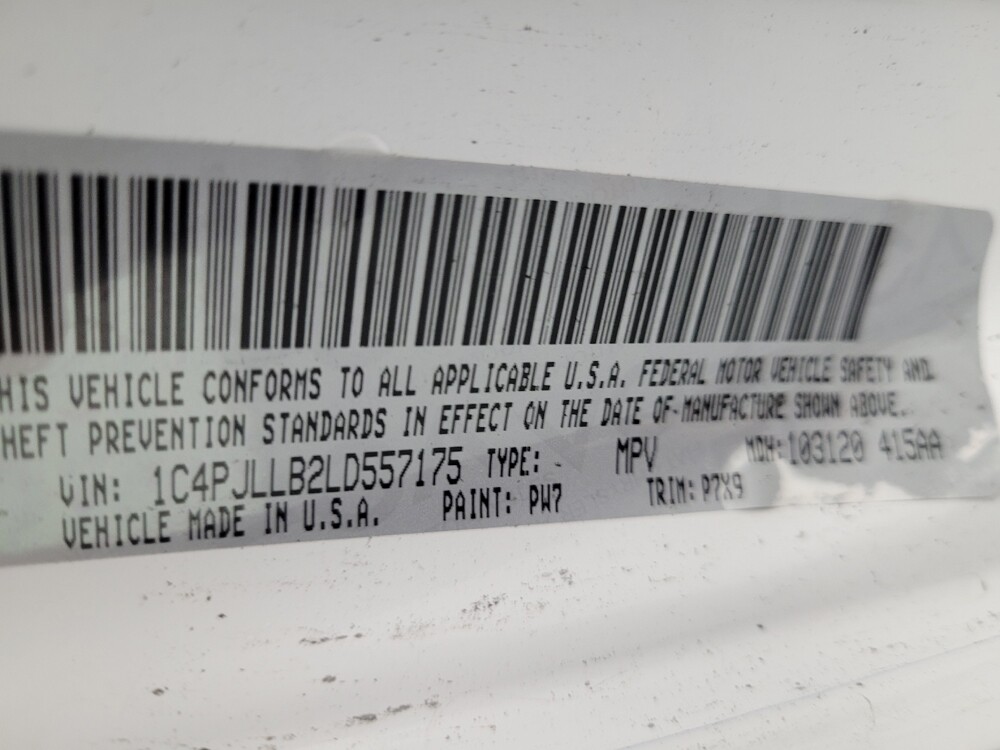 HIS VEHICLE CONFORMS TO ALL APPLICABLE U.S.A. FEDERAL MOTOR VEHICLE SAFETY AND
HEFT PREVENTION STANDARDS IN EFFECT ON THE DATE OF MANUFACTURE SHOWN ABOVE.
VIN: 1C4PJLLB2LD557175 TYPE: MPV MDH: 103120 415AA
VEHICLE MADE IN U.S.A. PAINT: PW7 TRIM: P7X9